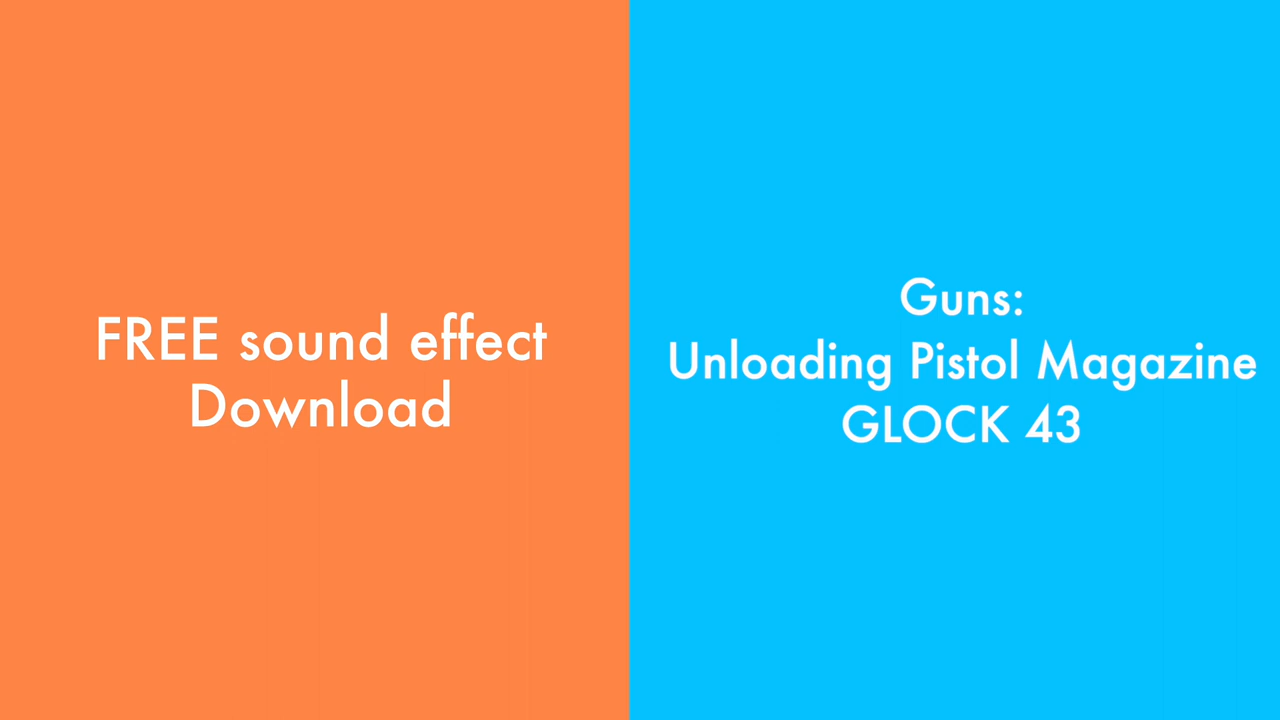 FREE sound effect
Download
Guns:
Unloading Pistol Magazine
GLOCK 43